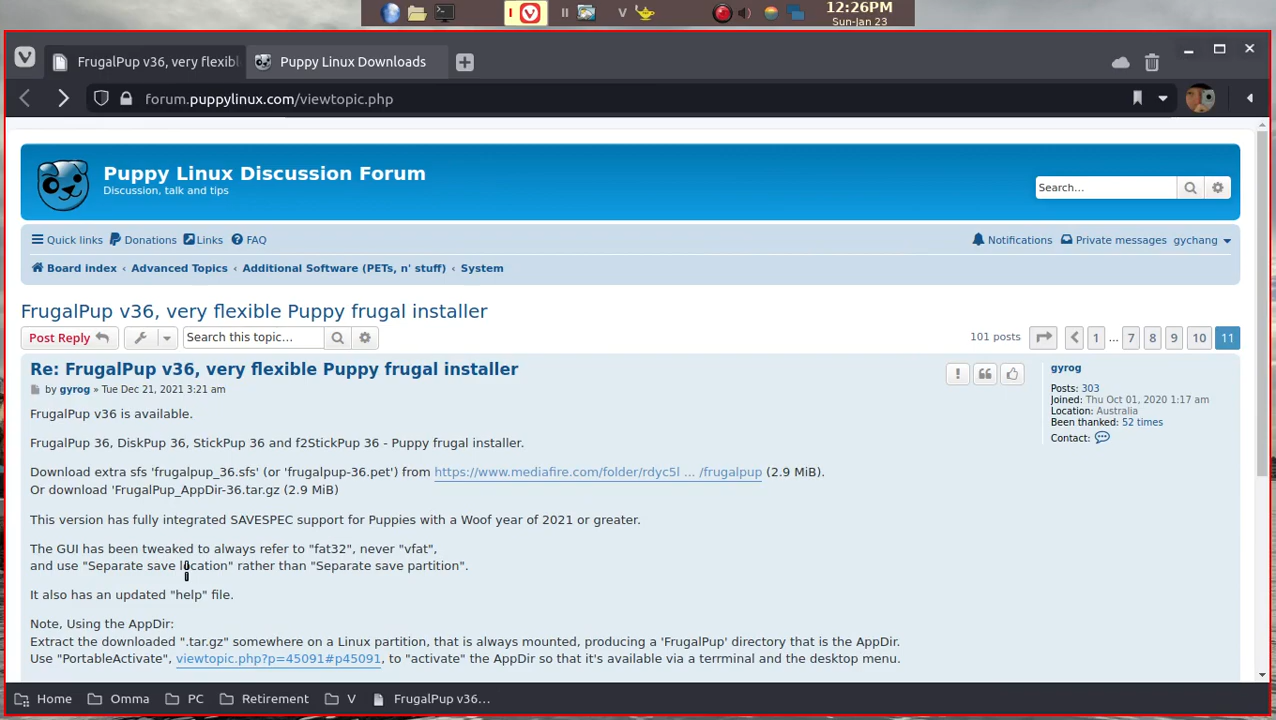 I
II
V
12:26PM
Sun-Jan 23
FrugalPup v36, very flexibl
Puppy Linux Downloads
forum.puppylinux.com/viewtopic.php
Puppy Linux Discussion Forum
Discussion, talk and tips
Search…
Quick links Donations Links FAQ
Notifications Private messages gychang
Board index ‹ Advanced Topics ‹ Additional Software (PETs, n' stuff) ‹ System
FrugalPup v36, very flexible Puppy frugal installer
Post Reply Search this topic… 101 posts 1 … 7 8 9 10 11
Re: FrugalPup v36, very flexible Puppy frugal installer
by gyrog » Tue Dec 21, 2021 3:21 am
gyrog
Posts: 303
Joined: Thu Oct 01, 2020 1:17 am
Location: Australia
Been thanked: 52 times
Contact:
FrugalPup v36 is available.
FrugalPup 36, DiskPup 36, StickPup 36 and f2StickPup 36 - Puppy frugal installer.
Download extra sfs 'frugalpup_36.sfs' (or 'frugalpup-36.pet') from https://www.mediafire.com/folder/rdyc5l ... /frugalpup (2.9 MiB).
Or download 'FrugalPup_AppDir-36.tar.gz (2.9 MiB)
This version has fully integrated SAVESPEC support for Puppies with a Woof year of 2021 or greater.
The GUI has been tweaked to always refer to "fat32", never "vfat",
and use "Separate save location" rather than "Separate save partition".
It also has an updated "help" file.
Note, Using the AppDir:
Extract the downloaded ".tar.gz" somewhere on a Linux partition, that is always mounted, producing a 'FrugalPup' directory that is the AppDir.
Use "PortableActivate", viewtopic.php?p=45091#p45091, to "activate" the AppDir so that it's available via a terrminal and the desktop menu.
Home Omma PC Retirement V FrugalPup v36…